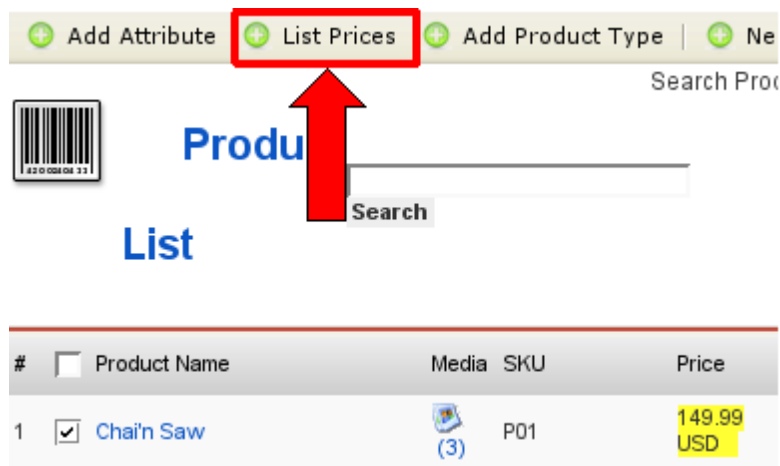 Add Attribute List Prices Add Product Type | Ne
Search Prod
Produ
Search
List
# Product Name Media SKU Price
1 Chai'n Saw (3) P01 149.99 USD